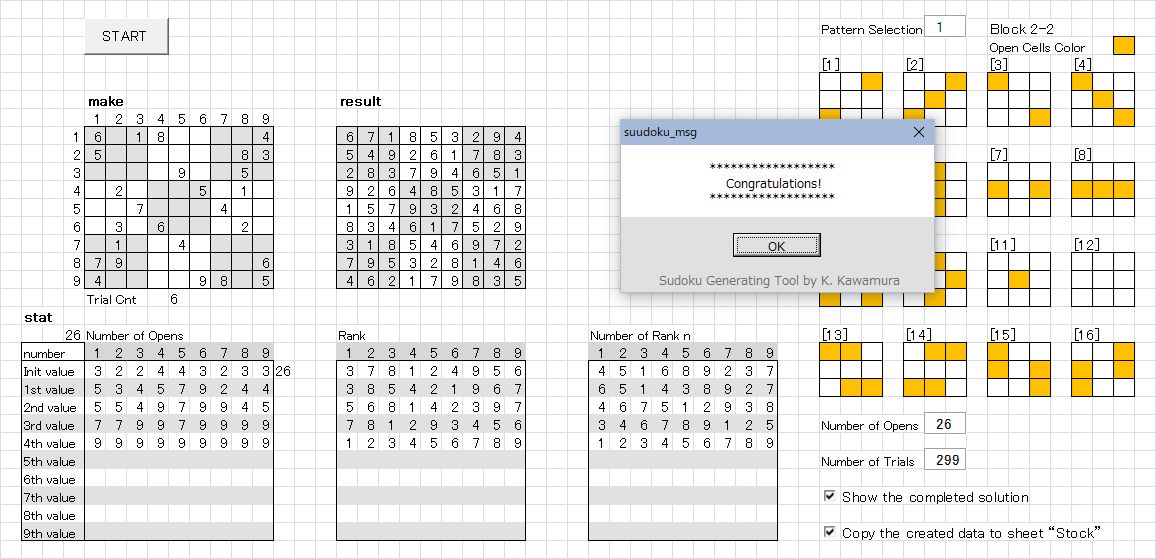 START
Pattern Selection 1 Block 2-2
Open Cells Color
[1] [2] [3] [4]
make result
1 2 3 4 5 6 7 8 9
1 6 1 8 4
2 5 8 3
3 9 5
4 2 5 1
5 7 4
6 3 6 2
7 1 4
8 7 9 6
9 4 9 8 5
6 7 1 8 5 3 2 9 4
5 4 9 2 6 1 7 8 3
2 8 3 7 9 4 6 5 1
9 2 6 4 8 5 3 1 7
1 5 7 9 3 2 4 6 8
8 3 4 6 1 7 5 2 9
3 1 8 5 4 6 9 7 2
7 9 5 3 2 8 1 4 6
4 6 2 1 7 9 8 3 5
suudoku_msg
******************
Congratulations!
******************
OK
Sudoku Generating Tool by K. Kawamura
[7] [8]
[11] [12]
[13] [14] [15] [16]
Trial Cnt 6
stat
26 Number of Opens Rank Number of Rank n
number 1 2 3 4 5 6 7 8 9 1 2 3 4 5 6 7 8 9 1 2 3 4 5 6 7 8 9
Init value 3 2 2 4 4 3 2 3 3 26 3 7 8 1 2 4 9 5 6 4 5 1 6 8 9 2 3 7
1st value 5 3 4 5 7 9 2 4 4 3 8 5 4 2 1 9 6 7 6 5 1 4 3 8 9 2 7
2nd value 5 5 4 9 7 9 9 4 5 5 6 8 1 4 2 3 9 7 4 6 7 5 1 2 9 3 8
3rd value 7 7 9 9 7 9 9 9 9 7 8 1 2 9 3 4 5 6 3 4 6 7 8 9 1 2 5
4th value 9 9 9 9 9 9 9 9 9 1 2 3 4 5 6 7 8 9 1 2 3 4 5 6 7 8 9
5th value
6th value
7th value
8th value
9th value
Number of Opens 26
Number of Trials 299
Show the completed solution
Copy the created data to sheet “Stock”